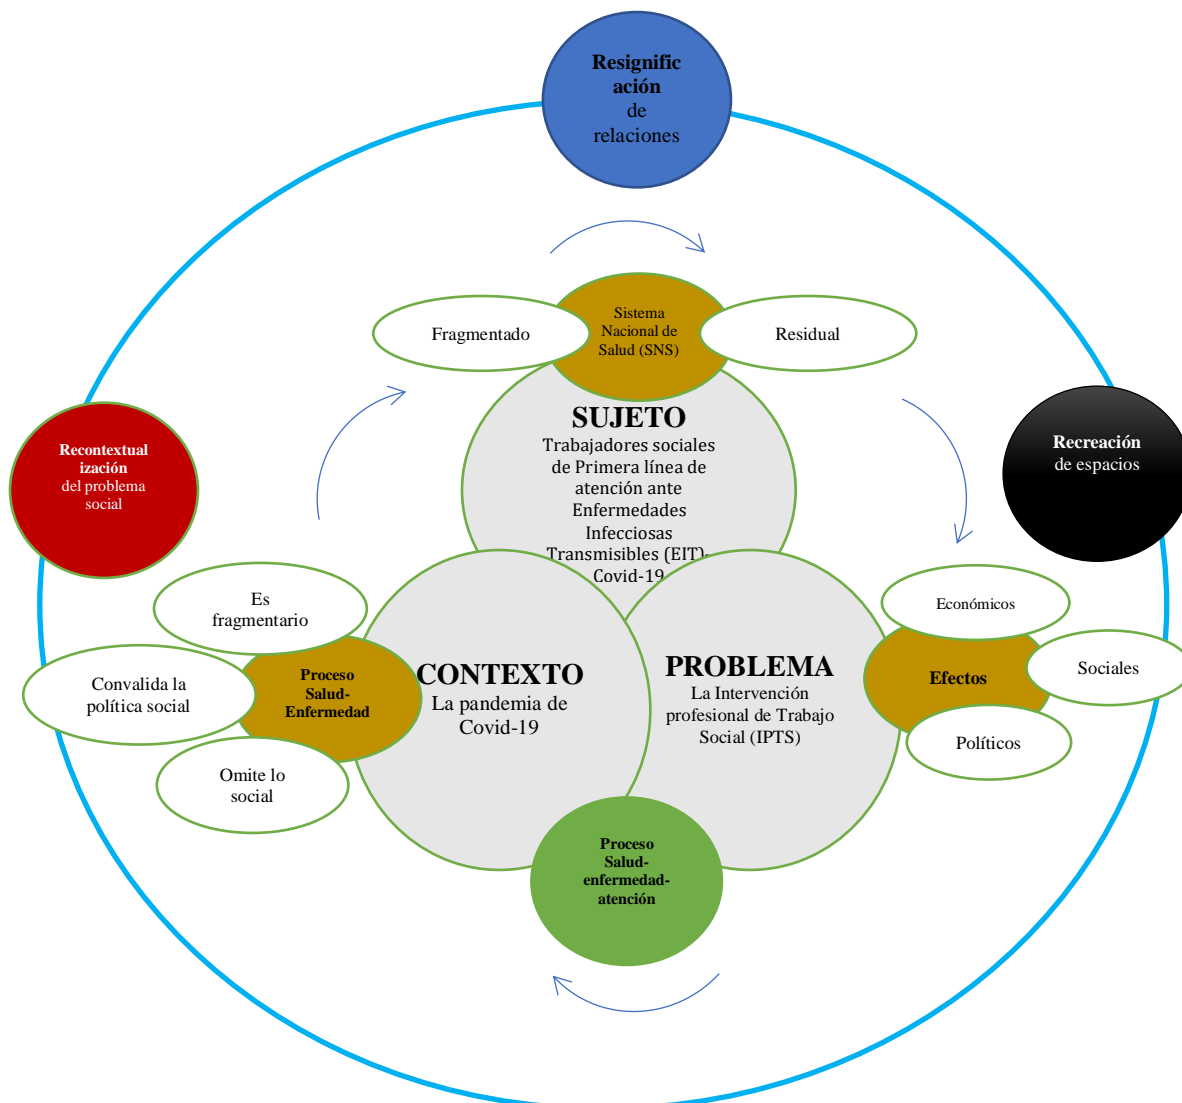 Resignific
ación
de
relaciones
Sistema
Nacional de
Salud (SNS)
Fragmentado
Residual
SUJETO
Trabajadores sociales
de Primera línea de
atención ante
Enfermedades
Infecciosas
Transmisibles (EIT)-
Covid-19
Recontextual
ización
del problema
social
Recreación
de espacios
Es
fragmentario
Convalida la
política social
Omite lo
social
Proceso
Salud-
Enfermedad
CONTEXTO
La pandemia de
Covid-19
PROBLEMA
La Intervención
profesional de Trabajo
Social (IPTS)
Económicos
Efectos
Sociales
Políticos
Proceso
Salud-
enfermedad-
atención